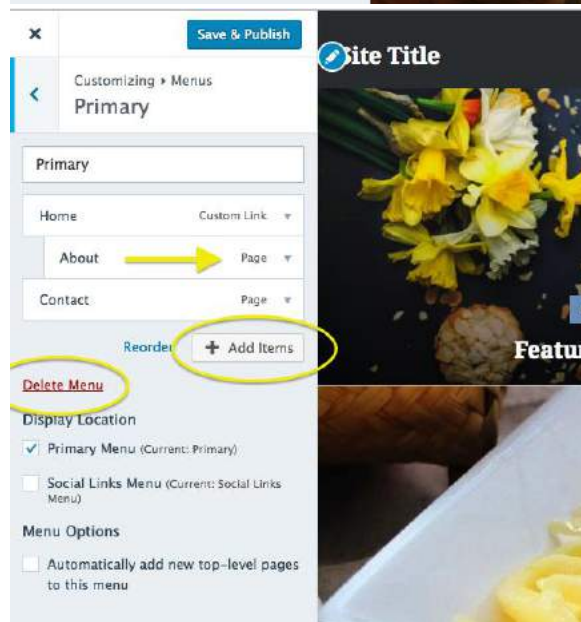 Save & Publish
Site Title
Customizing ▸ Menus
Primary
Primary
Home Custom Link
About Page
Contact Page
Reorder + Add Items
Featu
Delete Menu
Display Location
Primary Menu (Current: Primary)
Social Links Menu (Current: Social Links
Menu)
Menu Options
Automatically add new top-level pages
to this menu